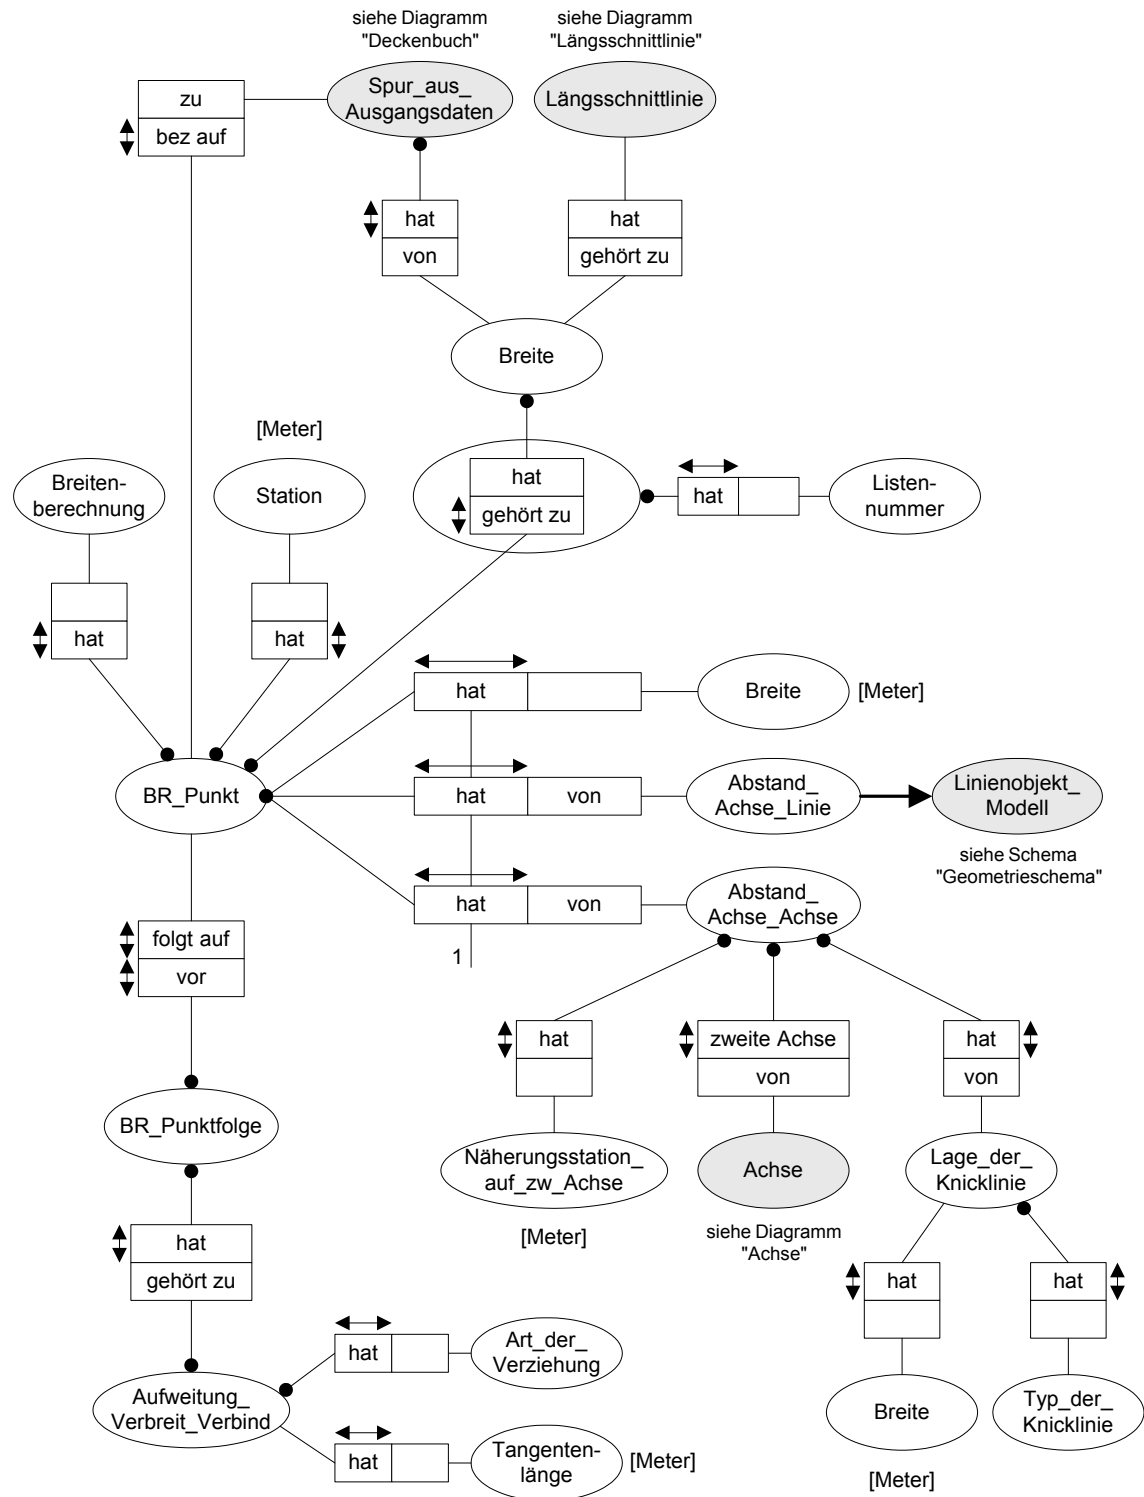 siehe Diagramm
"Deckenbuch"
siehe Diagramm
"Längsschnittlinie"
zu
bez auf
Spur_aus_
Ausgangsdaten
Längsschnittlinie
hat
von
hat
gehört zu
Breite
[Meter]
Breiten-
berechnung
Station
hat
gehört zu
hat
Listen-
nummer
hat
hat
hat
Breite
[Meter]
BR_Punkt
hat
von
Abstand_
Achse_Linie
Linienobjekt_
Modell
siehe Schema
"Geometrieschema"
hat
von
Abstand_
Achse_Achse
1
folgt auf
vor
hat
zweite Achse
von
hat
von
BR_Punktfolge
Näherungsstation_
auf_zw_Achse
[Meter]
Achse
siehe Diagramm
"Achse"
Lage_der_
Knicklinie
hat
gehört zu
hat
hat
hat
Art_der_
Verziehung
Aufweitung_
Verbreit_Verbind
hat
Tangenten-
länge
[Meter]
Breite
[Meter]
Typ_der_
Knicklinie